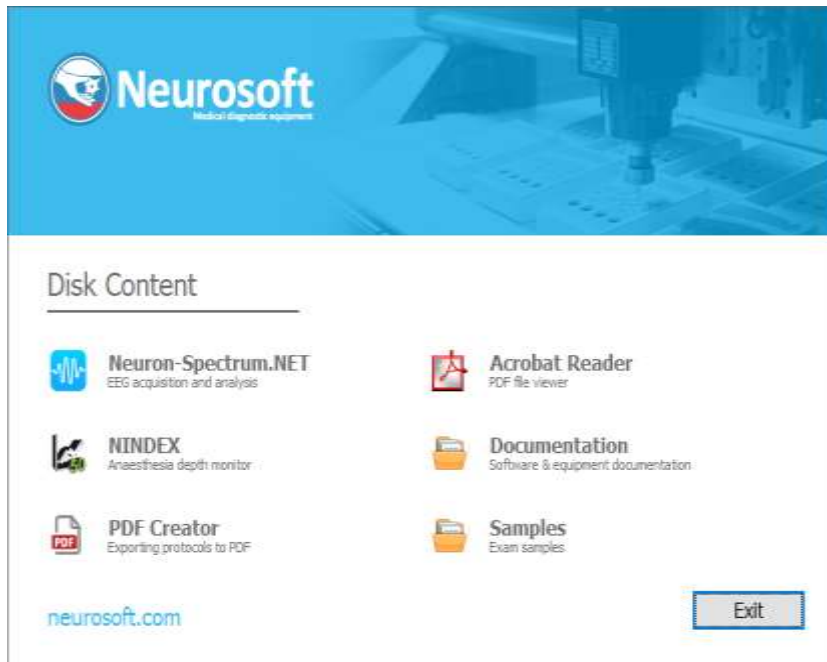 Neurosoft
Medical diagnostic equipment
Disk Content
Neuron-Spectrum.NET
EEG acquisition and analysis
NINDEX
Anaesthesia depth monitor
PDF
PDF Creator
Exporting protocols to PDF
Acrobat Reader
PDF file viewer
Documentation
Software & equipment documentation
Samples
Exam samples
neurosoft.com
Exit